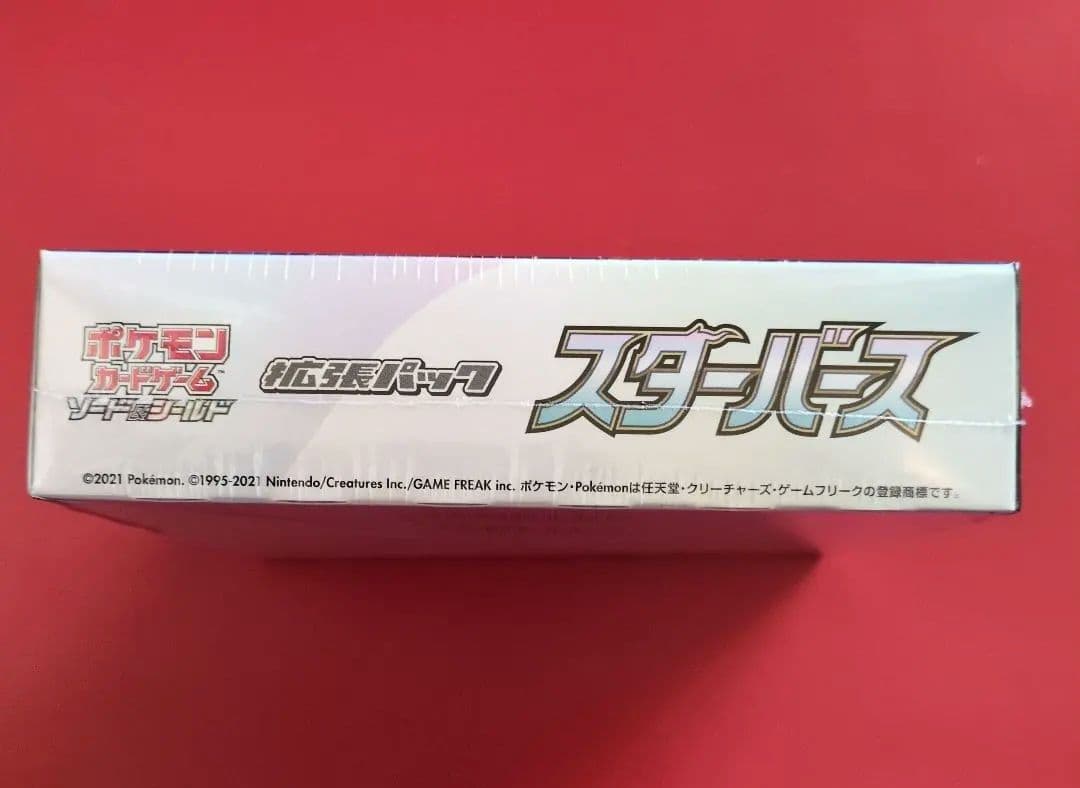 ポケモン
カードゲーム
ソード&シールド
拡張パック
スターバース
©2021 Pokémon. ©1995-2021 Nintendo/Creatures Inc./GAME FREAK inc. ポケモン・Pokémonは任天堂・クリーチャーズ・ゲームフリークの登録商標です。